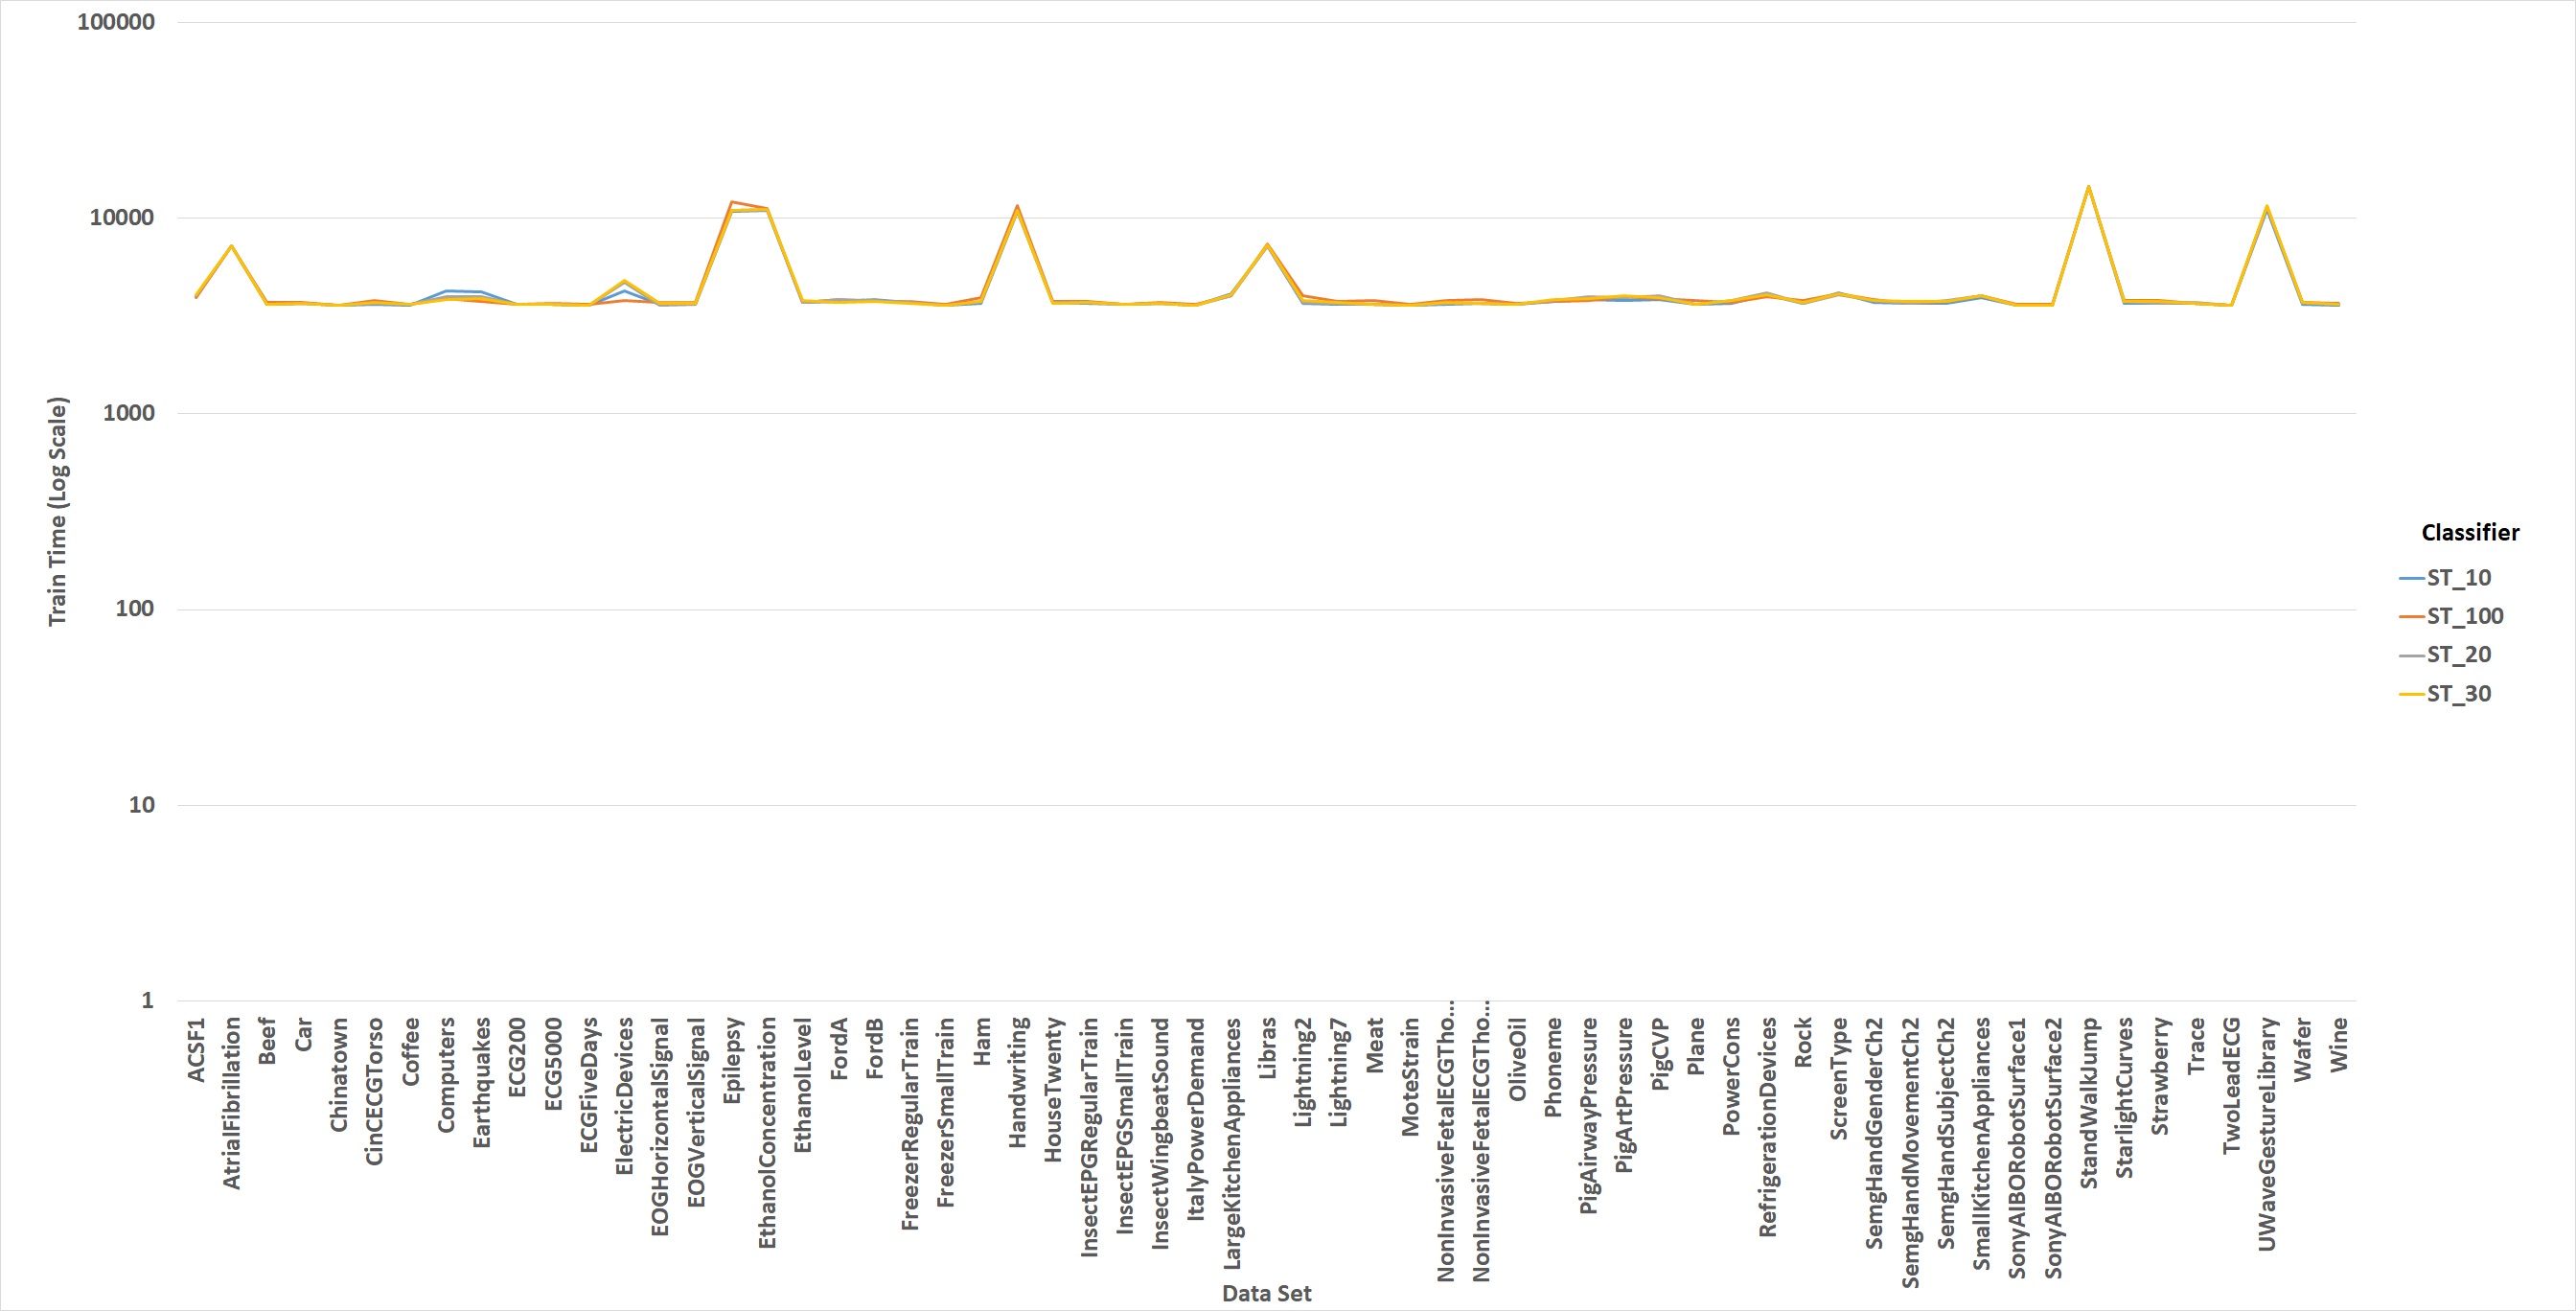 100000
10000
1000
100
10
1
Train Time (Log Scale)
ACSF1
AtrialFibrillation
Beef
Car
Chinatown
CinCECGTorso
Coffee
Computers
Earthquakes
ECG200
ECG5000
ECGFiveDays
ElectricDevices
EOGHorizontalSignal
EOGVerticalSignal
Epilepsy
EthanolConcentration
EthanolLevel
FordA
FordB
FreezerRegularTrain
FreezerSmallTrain
Ham
Handwriting
HouseTwenty
InsectEPGRegularTrain
InsectEPGSmallTrain
InsectWingbeatSound
ItalyPowerDemand
LargeKitchenAppliances
Libras
Lightning2
Lightning7
Meat
MoteStrain
NonInvasiveFetalECGTho...
NonInvasiveFetalECGTho...
OliveOil
Phoneme
PigAirwayPressure
PigArtPressure
PigCVP
Plane
PowerCons
RefrigerationDevices
Rock
ScreenType
SemgHandGenderCh2
SemgHandMovementCh2
SemgHandSubjectCh2
SmallKitchenAppliances
SonyAIBORobotSurface1
SonyAIBORobotSurface2
StandWalkJump
StarlightCurves
Strawberry
Trace
TwoLeadECG
UWaveGestureLibrary
Wafer
Wine
Data Set
Classifier
ST_10
ST_100
ST_20
ST_30